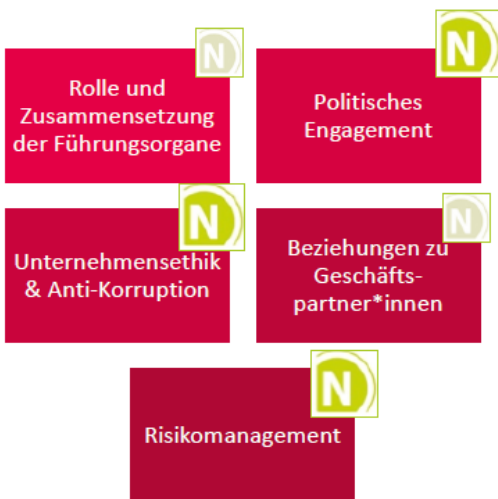 N
Rolle und
Zusammensetzung
der Führungsorgane
N
Politisches
Engagement
N
Unternehmensethik
& Anti-Korruption
N
Beziehungen zu
Geschäfts-
partner*innen
N
Risikomanagement